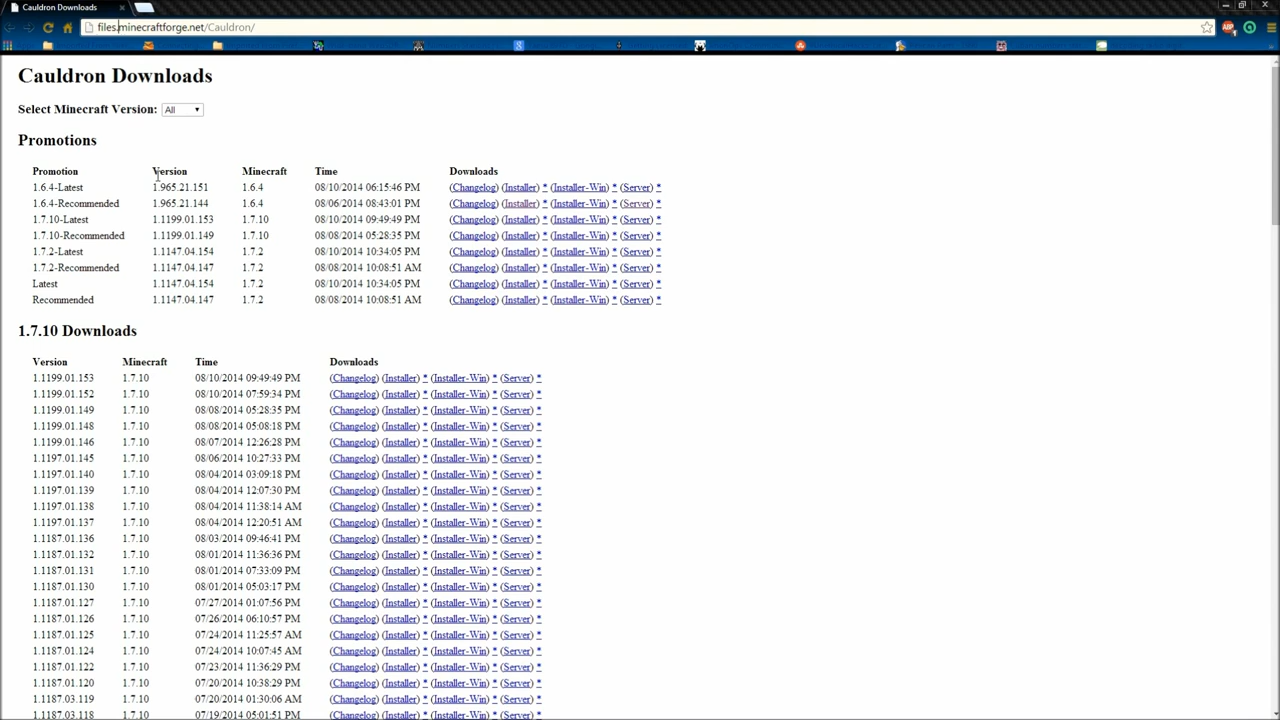 Cauldron Downloads
files.minecraftforge.net/Cauldron/
Cauldron Downloads
Select Minecraft Version: All
Promotions
Promotion Version Minecraft Time Downloads
1.6.4-Latest 1.965.21.151 1.6.4 08/10/2014 06:15:46 PM (Changelog) (Installer) * (Installer-Win) * (Server) *
1.6.4-Recommended 1.965.21.144 1.6.4 08/06/2014 08:43:01 PM (Changelog) (Installer) * (Installer-Win) * (Server) *
1.7.10-Latest 1.1199.01.153 1.7.10 08/10/2014 09:49:49 PM (Changelog) (Installer) * (Installer-Win) * (Server) *
1.7.10-Recommended 1.1199.01.149 1.7.10 08/08/2014 05:28:35 PM (Changelog) (Installer) * (Installer-Win) * (Server) *
1.7.2-Latest 1.1147.04.154 1.7.2 08/10/2014 10:34:05 PM (Changelog) (Installer) * (Installer-Win) * (Server) *
1.7.2-Recommended 1.1147.04.147 1.7.2 08/08/2014 10:08:51 AM (Changelog) (Installer) * (Installer-Win) * (Server) *
Latest 1.1147.04.154 1.7.2 08/10/2014 10:34:05 PM (Changelog) (Installer) * (Installer-Win) * (Server) *
Recommended 1.1147.04.147 1.7.2 08/08/2014 10:08:51 AM (Changelog) (Installer) * (Installer-Win) * (Server) *
1.7.10 Downloads
Version Minecraft Time Downloads
1.1199.01.153 1.7.10 08/10/2014 09:49:49 PM (Changelog) (Installer) * (Installer-Win) * (Server) *
1.1199.01.152 1.7.10 08/10/2014 07:59:34 PM (Changelog) (Installer) * (Installer-Win) * (Server) *
1.1199.01.149 1.7.10 08/08/2014 05:28:35 PM (Changelog) (Installer) * (Installer-Win) * (Server) *
1.1199.01.148 1.7.10 08/08/2014 05:08:18 PM (Changelog) (Installer) * (Installer-Win) * (Server) *
1.1199.01.146 1.7.10 08/07/2014 12:26:28 PM (Changelog) (Installer) * (Installer-Win) * (Server) *
1.1197.01.145 1.7.10 08/06/2014 10:27:33 PM (Changelog) (Installer) * (Installer-Win) * (Server) *
1.1197.01.140 1.7.10 08/04/2014 03:09:18 PM (Changelog) (Installer) * (Installer-Win) * (Server) *
1.1197.01.139 1.7.10 08/04/2014 12:07:30 PM (Changelog) (Installer) * (Installer-Win) * (Server) *
1.1197.01.138 1.7.10 08/04/2014 11:38:14 AM (Changelog) (Installer) * (Installer-Win) * (Server) *
1.1197.01.137 1.7.10 08/04/2014 12:20:51 AM (Changelog) (Installer) * (Installer-Win) * (Server) *
1.1187.01.136 1.7.10 08/03/2014 09:46:41 PM (Changelog) (Installer) * (Installer-Win) * (Server) *
1.1187.01.132 1.7.10 08/01/2014 11:36:36 PM (Changelog) (Installer) * (Installer-Win) * (Server) *
1.1187.01.131 1.7.10 08/01/2014 07:33:09 PM (Changelog) (Installer) * (Installer-Win) * (Server) *
1.1187.01.130 1.7.10 08/01/2014 05:03:17 PM (Changelog) (Installer) * (Installer-Win) * (Server) *
1.1187.01.127 1.7.10 07/27/2014 01:07:56 PM (Changelog) (Installer) * (Installer-Win) * (Server) *
1.1187.01.126 1.7.10 07/26/2014 06:10:57 PM (Changelog) (Installer) * (Installer-Win) * (Server) *
1.1187.01.125 1.7.10 07/24/2014 11:25:57 AM (Changelog) (Installer) * (Installer-Win) * (Server) *
1.1187.01.124 1.7.10 07/24/2014 10:07:45 AM (Changelog) (Installer) * (Installer-Win) * (Server) *
1.1187.01.122 1.7.10 07/23/2014 11:36:29 PM (Changelog) (Installer) * (Installer-Win) * (Server) *
1.1187.01.120 1.7.10 07/20/2014 10:38:29 PM (Changelog) (Installer) * (Installer-Win) * (Server) *
1.1187.03.119 1.7.10 07/20/2014 01:30:06 AM (Changelog) (Installer) * (Installer-Win) * (Server) *
1.1187.03.118 1.7.10 07/19/2014 05:01:51 PM (Changelog) (Installer) * (Installer-Win) * (Server) *